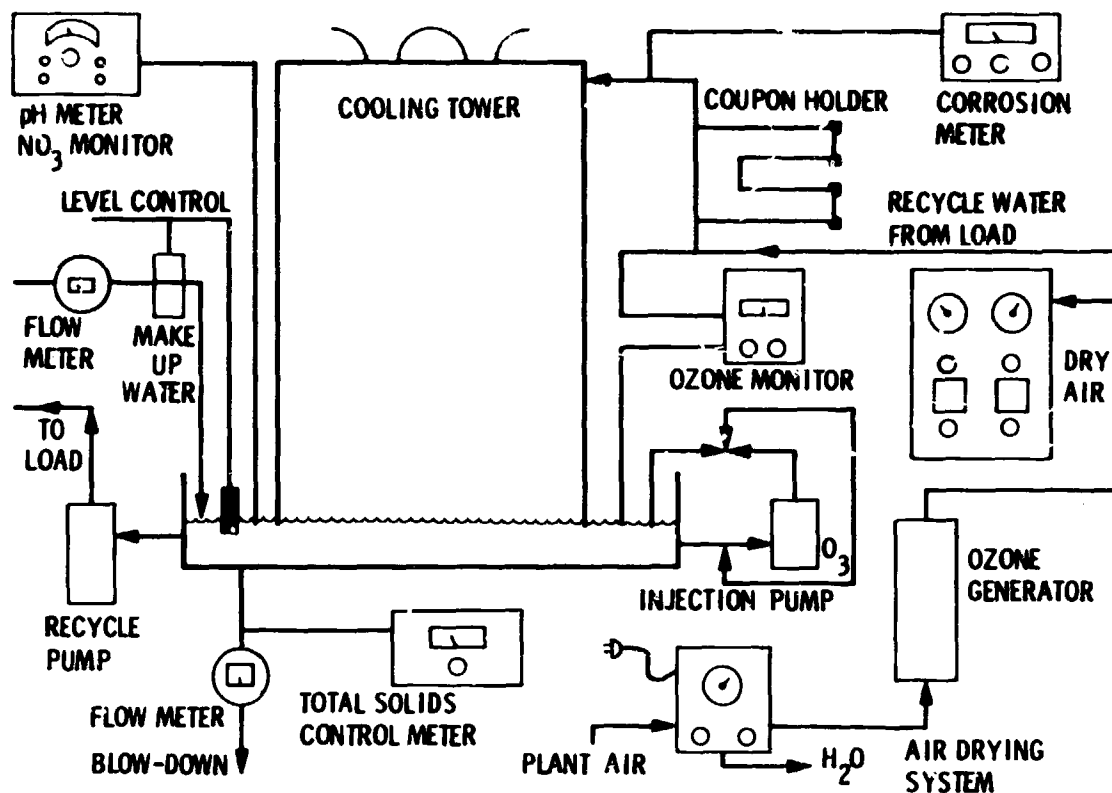 pH METER
NO3 MONITOR
COOLING TOWER
COUPON HOLDER
CORROSION
METER
LEVEL CONTROL
RECYCLE WATER
FROM LOAD
FLOW
METER
MAKE
UP
WATER
OZONE MONITOR
DRY
AIR
TO
LOAD
O3
OZONE
GENERATOR
INJECTION PUMP
RECYCLE
PUMP
FLOW METER
TOTAL SOLIDS
CONTROL METER
BLOW-DOWN
PLANT AIR
H2O
AIR DRYING
SYSTEM